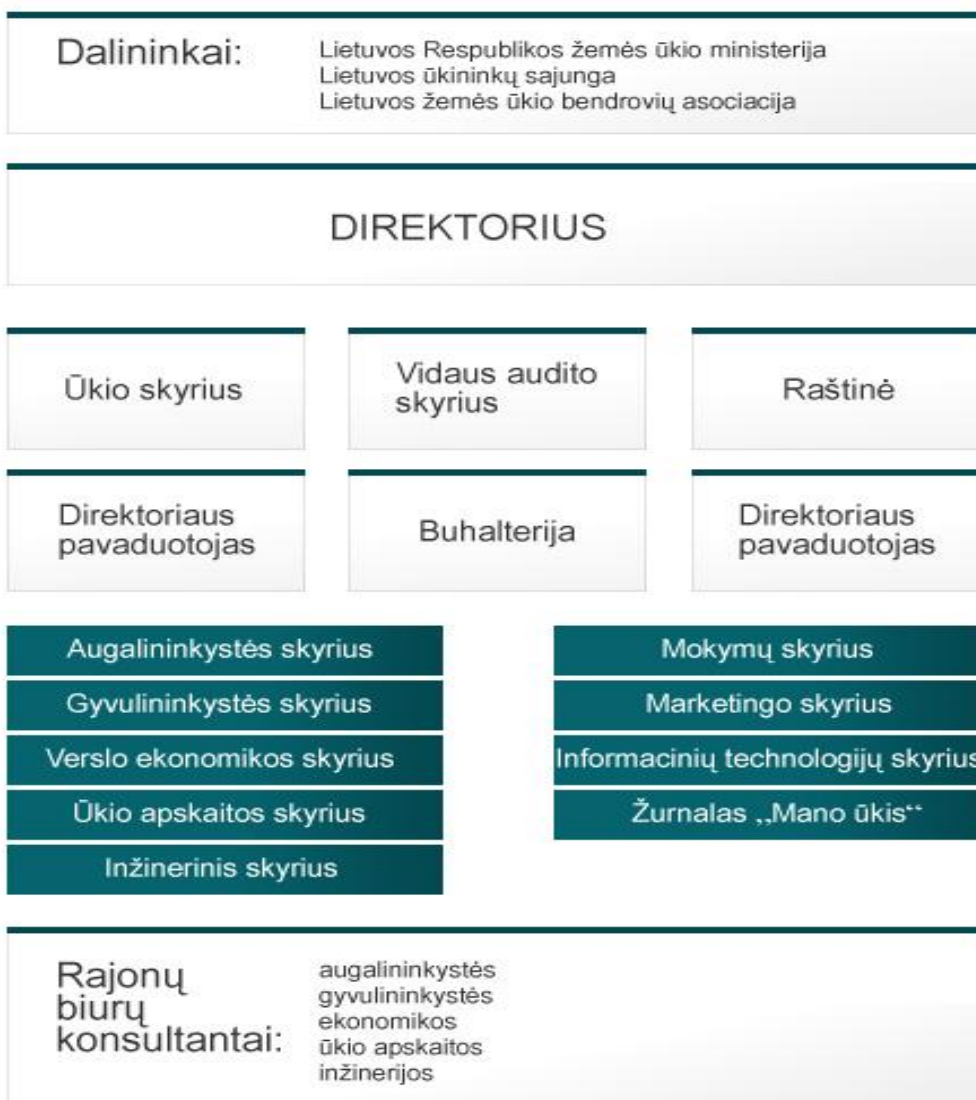 Dalininkai:
Lietuvos Respublikos žemės ūkio ministerija
Lietuvos ūkininkų sajunga
Lietuvos žemės ūkio bendrovių asociacija
DIREKTORIUS
Ūkio skyrius
Vidaus audito
skyrius
Raštinė
Direktoriaus
pavaduotojas
Buhalterija
Direktoriaus
pavaduotojas
Augalininkystės skyrius
Gyvulininkystės skyrius
Verslo ekonomikos skyrius
Ūkio apskaitos skyrius
Inžinerinis skyrius
Mokymų skyrius
Marketingo skyrius
Informacinių technologijų skyrius
Žurnalas ,,Mano ūkis“
Rajonų
biurų
konsultantai:
augalininkystės
gyvulininkystės
ekonomikos
ūkio apskaitos
inžinerijos